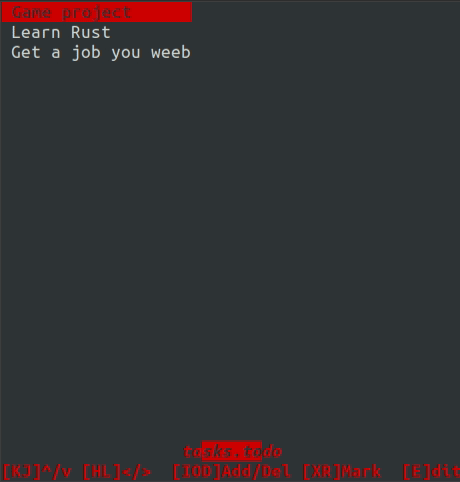 Game project
Learn Rust
Get a job you weeb
tasks.todo
[KJ]^/v [HL]</> [IOD]Add/Del [XR]Mark [E]dit